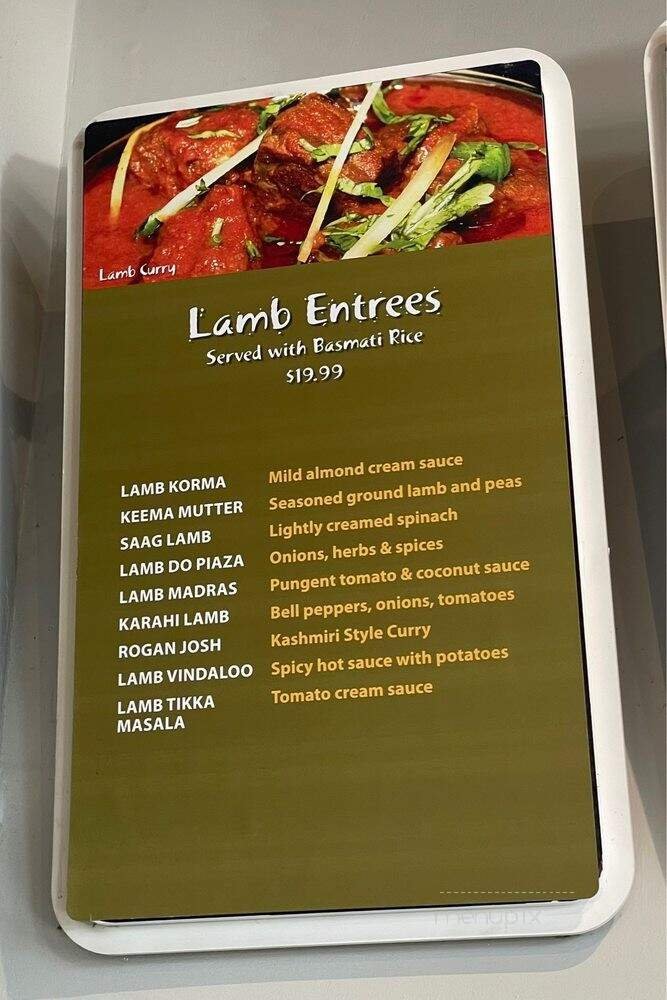 Lamb Curry
Lamb Entrees
Served with Basmati Rice
$19.99
LAMB KORMA Mild almond cream sauce
KEEMA MUTTER Seasoned ground lamb and peas
SAAG LAMB Lightly creamed spinach
LAMB DO PIAZA Onions, herbs & spices
LAMB MADRAS Pungent tomato & coconut sauce
KARAHI LAMB Bell peppers, onions, tomatoes
ROGAN JOSH Kashmiri Style Curry
LAMB VINDALOO Spicy hot sauce with potatoes
LAMB TIKKA Tomato cream sauce
MASALA
menupix